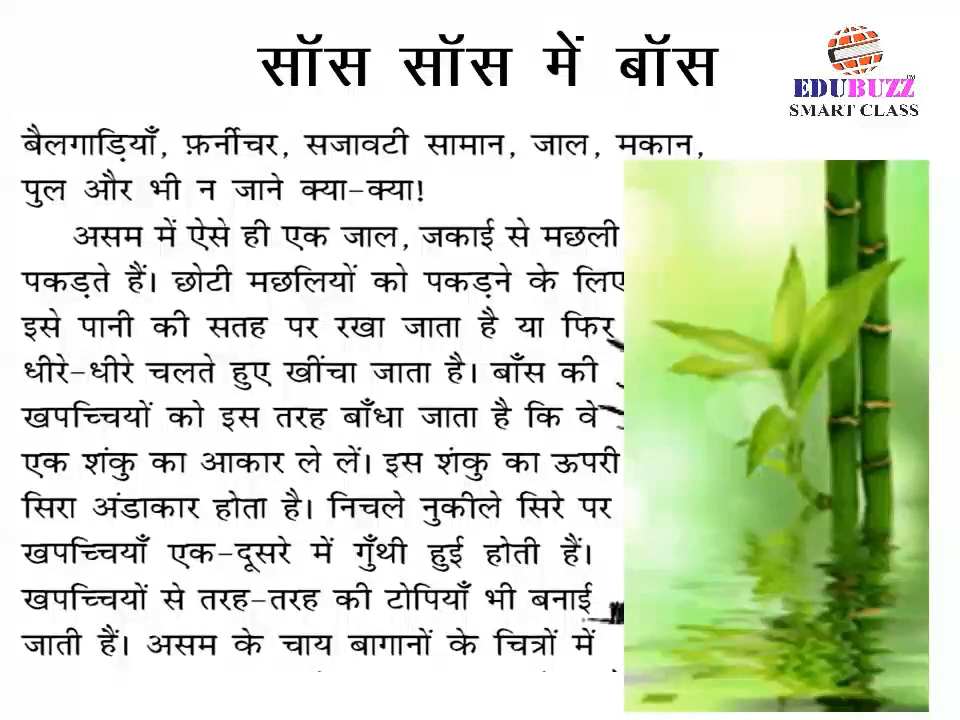 सॉस सॉस में बॉस
EDUBUZZ
TM
SMART CLASS
बैलगाड़ियाँ, फ़र्नीचर, सजावटी सामान, जाल, मकान,
पुल और भी न जाने क्या-क्या!
असम में ऐसे ही एक जाल, जकाई से मछली
पकड़ते हैं। छोटी मछलियों को पकड़ने के लिए
इसे पानी की सतह पर रखा जाता है या फिर
धीरे-धीरे चलते हुए खींचा जाता है। बाँस की
खपच्चियों को इस तरह बाँधा जाता है कि वे
एक शंकु का आकार ले लें। इस शंकु का ऊपरी
सिरा अंडाकार होता है। निचले नुकीले सिरे पर
खपच्चियाँ एक-दूसरे में गुँथी हुई होती हैं।
खपच्चियों से तरह-तरह की टोपियाँ भी बनाई
जाती हैं। असम के चाय बागानों के चित्रों में